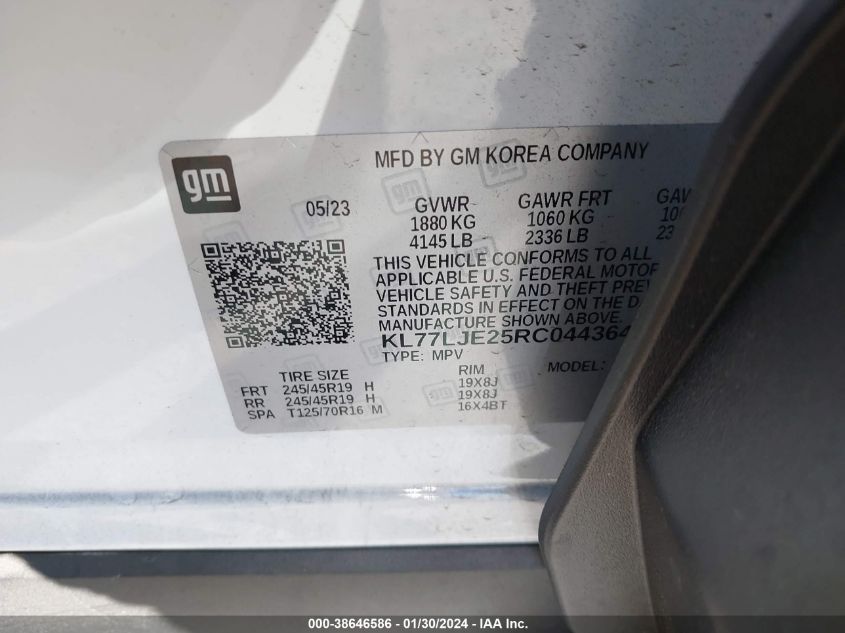 gm
MFD BY GM KOREA COMPANY
05/23 GVWR GAWR FRT
1880 KG 1060 KG
4145 LB 2336 LB
THIS VEHICLE CONFORMS TO ALL
APPLICABLE U.S. FEDERAL MOTOR
VEHICLE SAFETY AND THEFT
STANDARDS IN EFFECT ON THE
MANUFACTURE SHOWN ABOVE.
KL77LJE25RC044364
TYPE: MPV MODEL:
TIRE SIZE RIM
FRT 245/45R19 H 19X8J
RR 245/45R19 H 19X8J
SPA T125/70R16 M 16X4BT
000-38646586 - 01/30/2024 - IAA Inc.